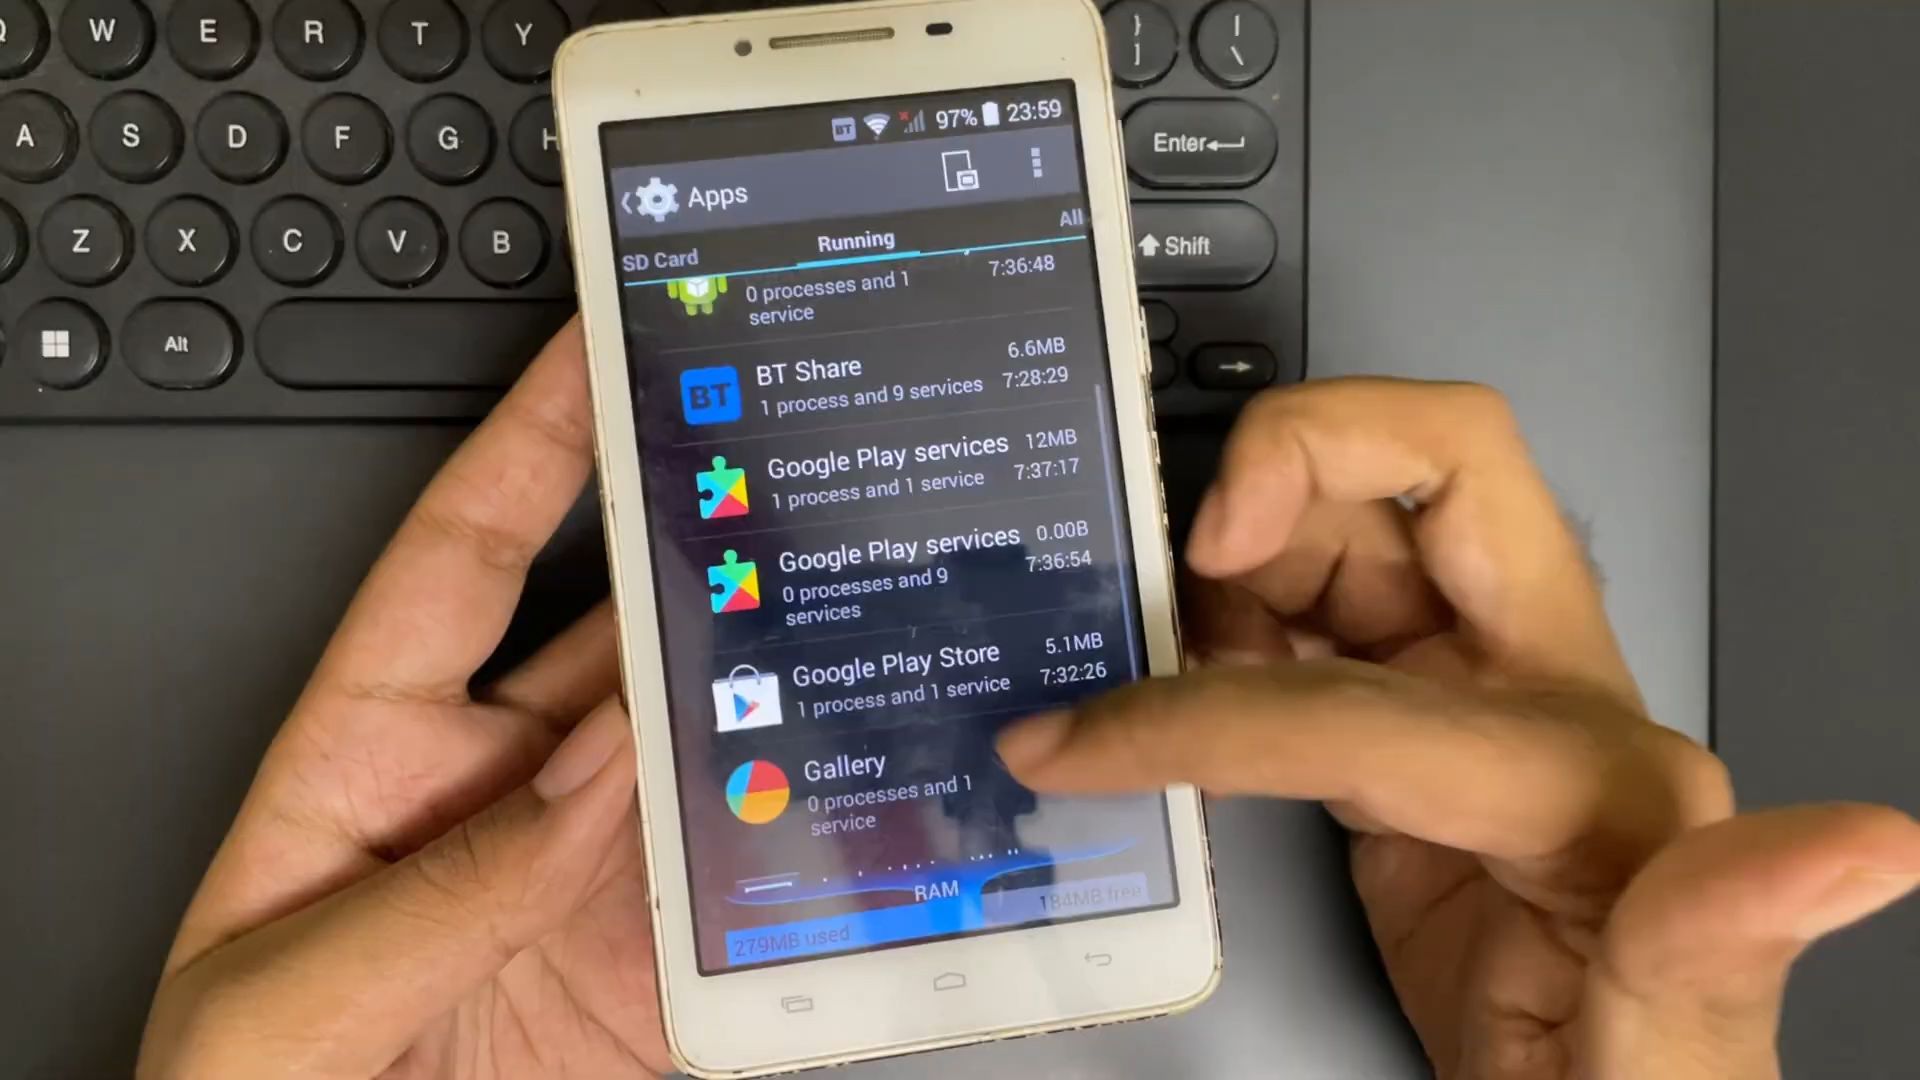 W E R T Y } |
] \
A S D F G H Enter
Z X C V B Shift
Alt
BT 97% 23:59
Apps
SD Card Running All
0 processes and 1 7:36:48
service
BT BT Share 6.6MB
1 process and 9 services 7:28:29
Google Play services 12MB
1 process and 1 service 7:37:17
Google Play services 0.00B
0 processes and 9 7:36:54
services
Google Play Store 5.1MB
1 process and 1 service 7:32:26
Gallery
0 processes and 1
service
RAM
279MB used 184MB free